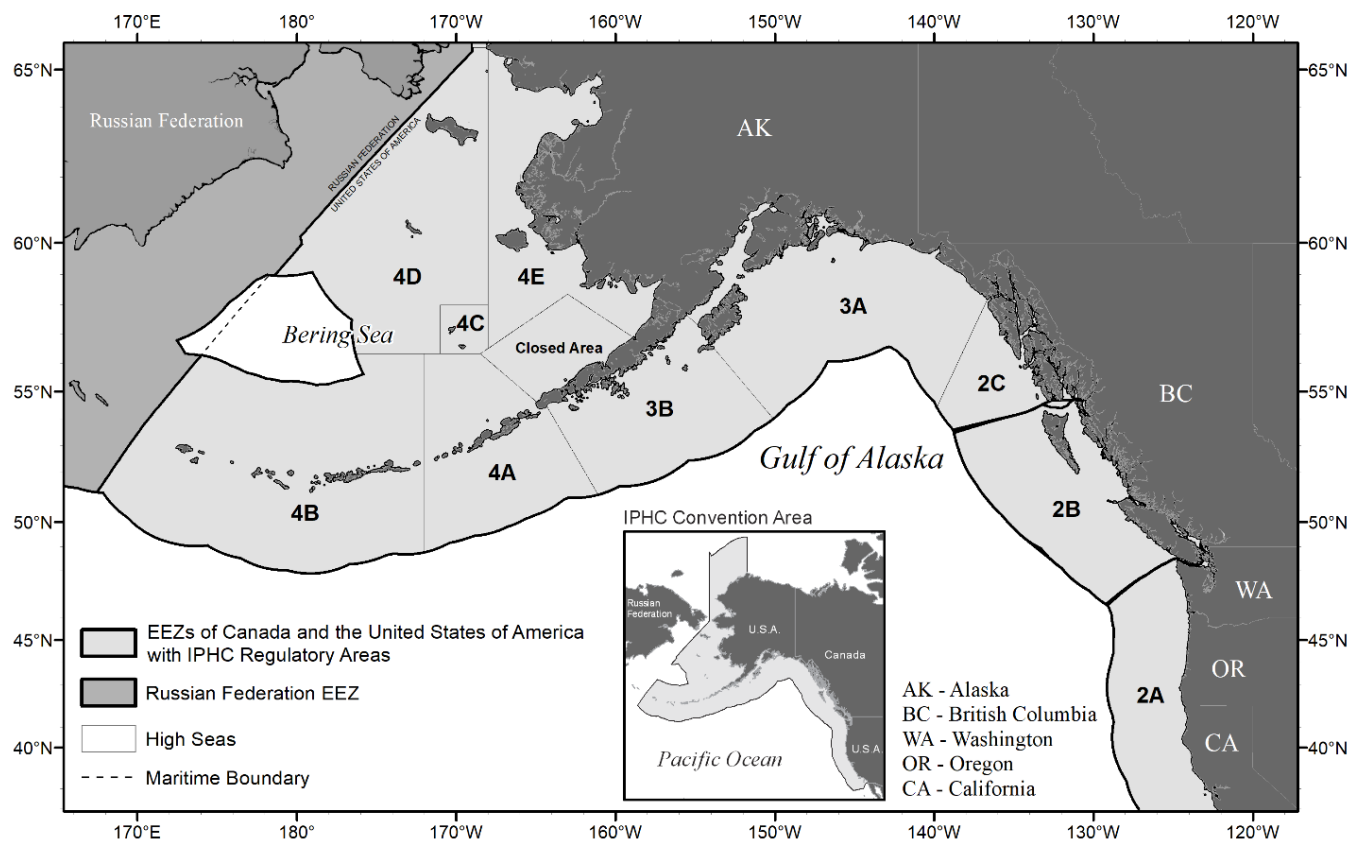 170°E 180° 170°W 160°W 150°W 140°W 130°W 120°W
65°N 65°N
Russian Federation
AK
RUSSIAN FEDERATION
UNITED STATES OF AMERICA
60°N 60°N
4D
4E
3A
4C
Bering Sea
Closed Area
55°N 55°N
2C
BC
3B
Gulf of Alaska
4A
4B
2B
50°N 50°N
IPHC Convention Area
Russian
Federation
U.S.A.
Canada
U.S.A.
Pacific Ocean
WA
45°N 45°N
OR
2A
CA
40°N 40°N
EEZs of Canada and the United States of America
with IPHC Regulatory Areas
Russian Federation EEZ
High Seas
Maritime Boundary
AK - Alaska
BC - British Columbia
WA - Washington
OR - Oregon
CA - California
170°E 180° 170°W 160°W 150°W 140°W 130°W 120°W